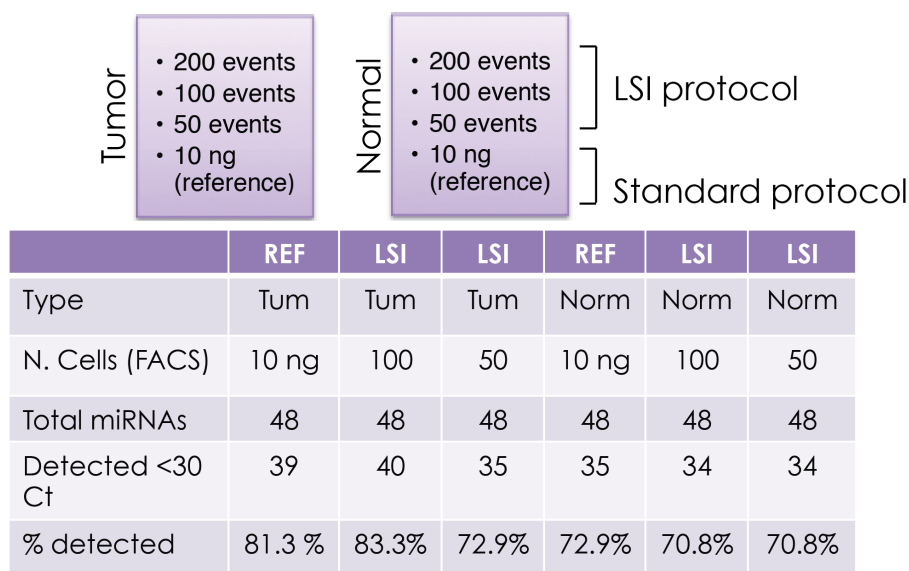 Tumor
• 200 events
• 100 events
• 50 events
• 10 ng
(reference)
Normal
• 200 events
• 100 events
• 50 events
• 10 ng
(reference)
LSI protocol
Standard protocol
REF LSI LSI REF LSI LSI
Type Tum Tum Tum Norm Norm Norm
N. Cells (FACS) 10 ng 100 50 10 ng 100 50
Total miRNAs 48 48 48 48 48 48
Detected <30 39 40 35 35 34 34
Ct
% detected 81.3 % 83.3% 72.9% 72.9% 70.8% 70.8%